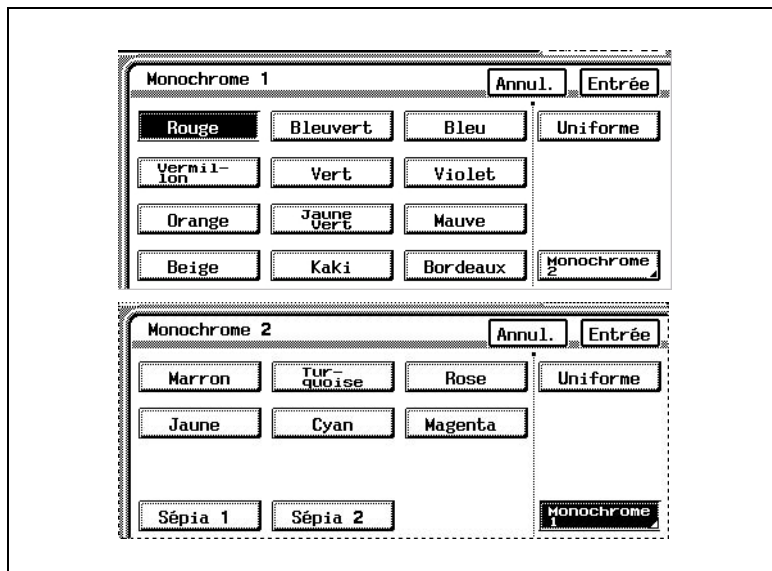 Monochrome 1 Annul. Entrée
Rouge Bleuvert Bleu Uniforme
Vermil-
lon Vert Violet
Orange Jaune
Vert Mauve
Beige Kaki Bordeaux Monochrome
2
Monochrome 2 Annul. Entrée
Marron Tur-
quoise Rose Uniforme
Jaune Cyan Magenta
Sépia 1 Sépia 2 Monochrome
1